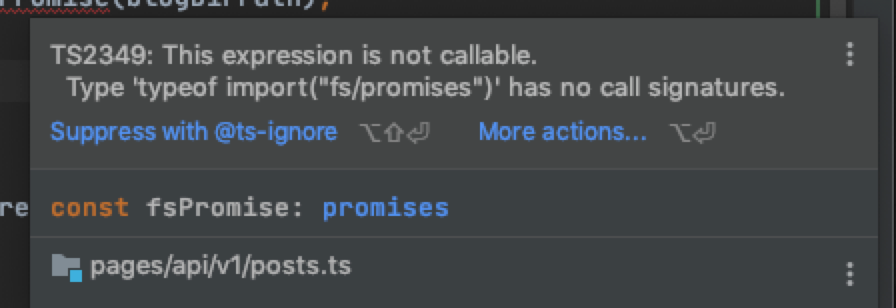 TS2349: This expression is not callable.
Type 'typeof import("fs/promises")' has no call signatures.
Suppress with @ts-ignore ⌥⇧⏎ More actions... ⌥⏎
re
const fsPromise: promises
pages/api/v1/posts.ts